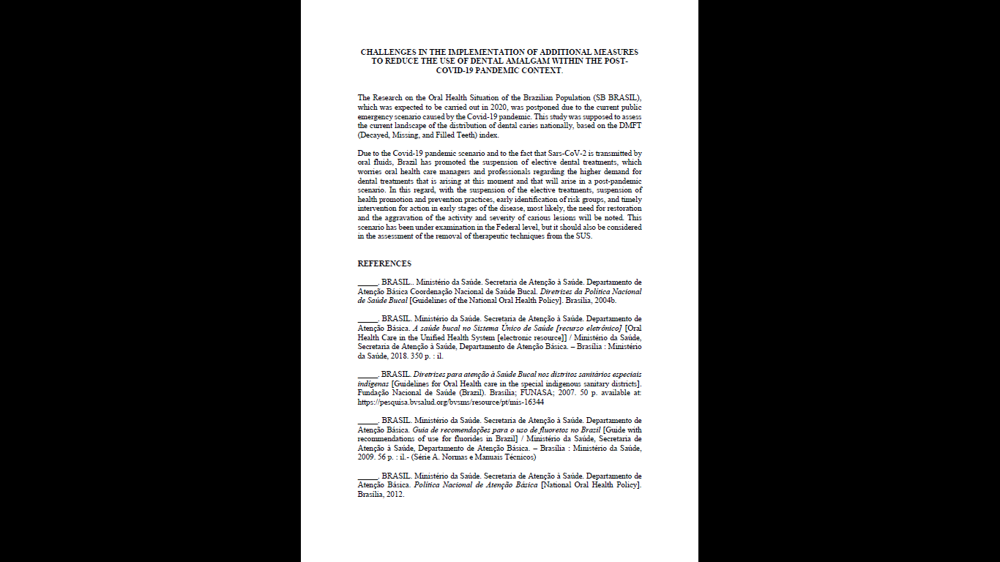 CHALLENGES IN THE IMPLEMENTATION OF ADDITIONAL MEASURES
TO REDUCE THE USE OF DENTAL AMALGAM WITHIN THE POST-
COVID-19 PANDEMIC CONTEXT.
The Research on the Oral Health Situation of the Brazilian Population (SB BRASIL),
which was expected to be carried out in 2020, was postponed due to the current public
emergency scenario caused by the Covid-19 pandemic. This study was supposed to assess
the current landscape of the distribution of dental caries nationally, based on the DMFT
(Decayed, Missing, and Filled Teeth) index.
Due to the Covid-19 pandemic scenario and to the fact that Sars-CoV-2 is transmitted by
oral fluids, Brazil has promoted the suspension of elective dental treatments, which
worries oral health care managers and professionals regarding the higher demand for
dental treatments that is arising at this moment and that will arise in a post-pandemic
scenario. In this regard, with the suspension of the elective treatments, suspension of
health promotion and prevention practices, early identification of risk groups, and timely
intervention for action in early stages of the disease, most likely, the need for restoration
and the aggravation of the activity and severity of carious lesions will be noted. This
scenario has been under examination in the Federal level, but it should also be considered
in the assessment of the removal of therapeutic techniques from the SUS.
REFERENCES
_____. BRASIL.. Ministério da Saúde. Secretaria de Atenção à Saúde. Departamento de
Atenção Básica Coordenação Nacional de Saúde Bucal. Diretrizes da Política Nacional
de Saúde Bucal [Guidelines of the National Oral Health Policy]. Brasília, 2004b.
_____. BRASIL. Ministério da Saúde. Secretaria de Atenção à Saúde. Departamento de
Atenção Básica. A saúde bucal no Sistema Único de Saúde [recurso eletrônico] [Oral
Health Care in the Unified Health System [electronic resource]] / Ministério da Saúde,
Secretaria de Atenção à Saúde, Departamento de Atenção Básica. – Brasília : Ministério
da Saúde, 2018. 350 p. : il.
_____. BRASIL. Diretrizes para atenção à Saúde Bucal nos distritos sanitários especiais
indígenas [Guidelines for Oral Health care in the special indigenous sanitary districts].
Fundação Nacional de Saúde (Brazil). Brasília; FUNASA; 2007. 50 p. available at:
https://pesquisa.bvsalud.org/bvsms/resource/pt/mis-16344
_____. BRASIL. Ministério da Saúde. Secretaria de Atenção à Saúde. Departamento de
Atenção Básica. Guia de recomendações para o uso de fluoretos no Brazil [Guide with
recommendations of use for fluorides in Brazil] / Ministério da Saúde, Secretaria de
Atenção à Saúde, Departamento de Atenção Básica. – Brasília : Ministério da Saúde,
2009. 56 p. : il.- (Série A. Normas e Manuais Técnicos)
_____. BRASIL. Ministério da Saúde. Secretaria de Atenção à Saúde. Departamento de
Atenção Básica. Política Nacional de Atenção Básica [National Oral Health Policy].
Brasília, 2012.